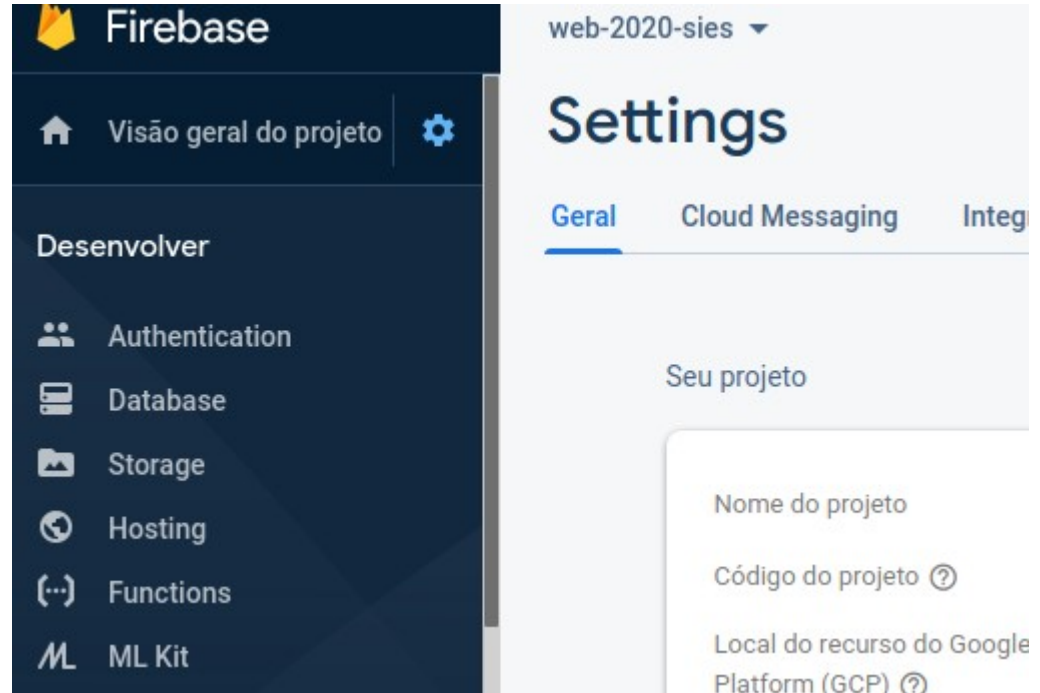 Firebase
Visão geral do projeto
Desenvolver
Authentication
Database
Storage
Hosting
Functions
ML Kit
web-2020-sies
Settings
Geral Cloud Messaging Integr
Seu projeto
Nome do projeto
Código do projeto
Local do recurso do Google
Platform (GCP)